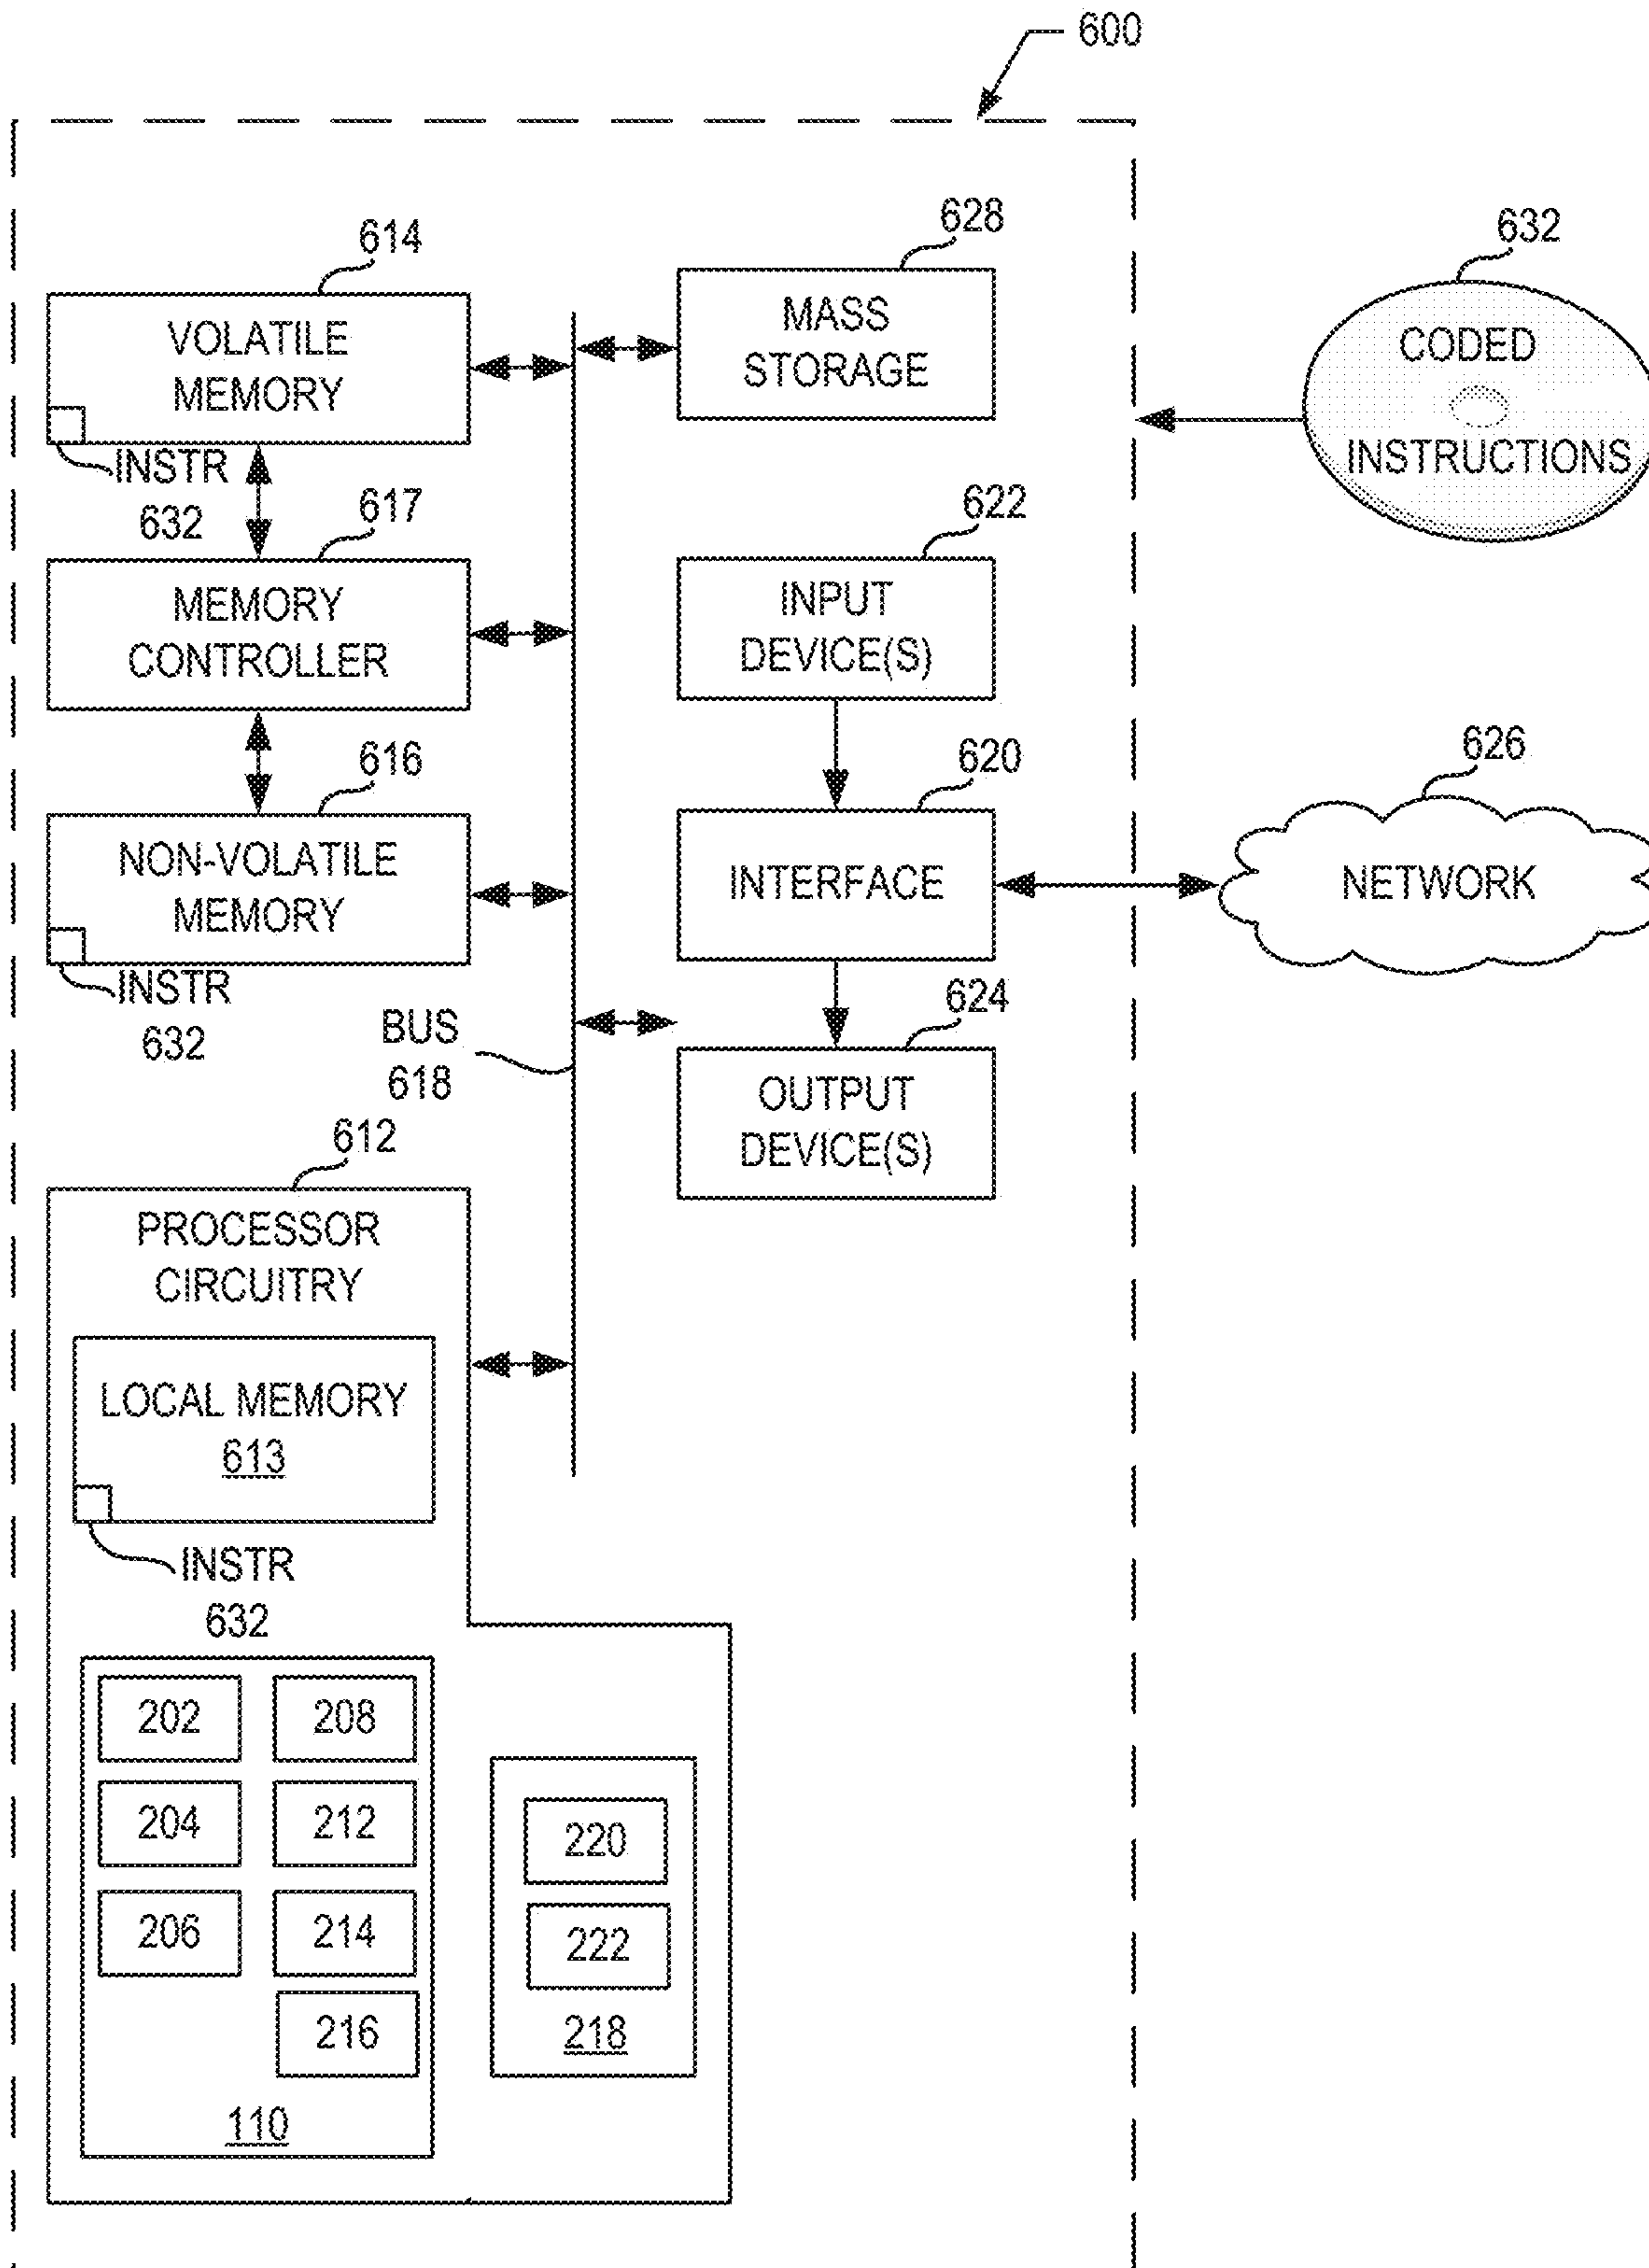 600
614
VOLATILE
MEMORY
INSTR
632
628
MASS
STORAGE
632
CODED
INSTRUCTIONS
617
MEMORY
CONTROLLER
622
INPUT
DEVICE(S)
616
NON-VOLATILE
MEMORY
INSTR
632
620
INTERFACE
626
NETWORK
BUS
618
624
OUTPUT
DEVICE(S)
612
PROCESSOR
CIRCUITRY
LOCAL MEMORY
613
INSTR
632
202
208
204
212
206
214
216
110
220
222
218